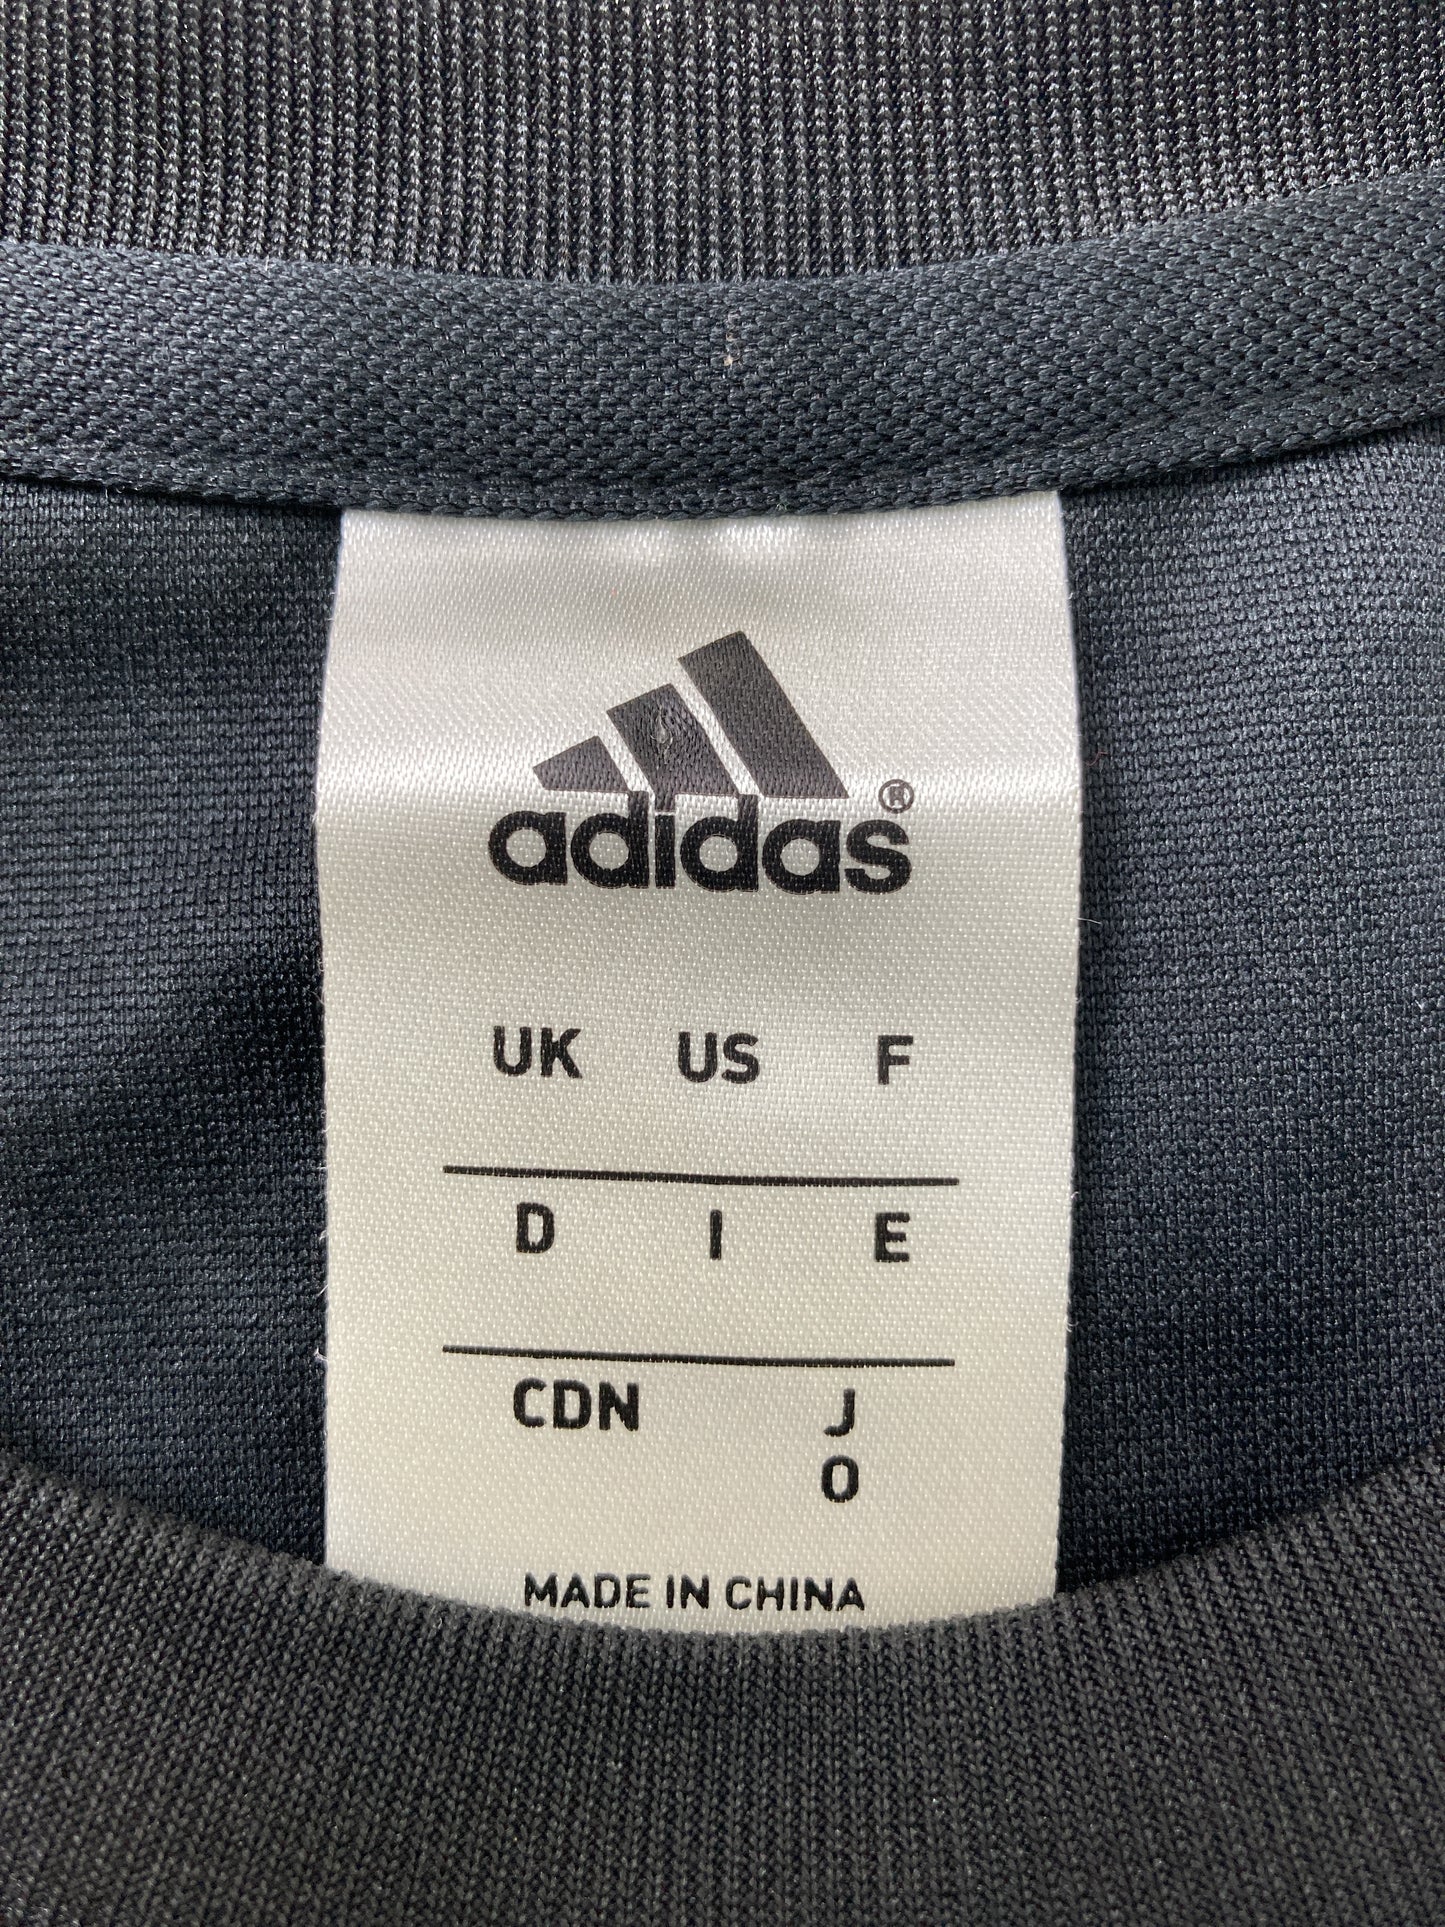 adidas®
UK US F
D I E
CDN J
O
MADE IN CHINA